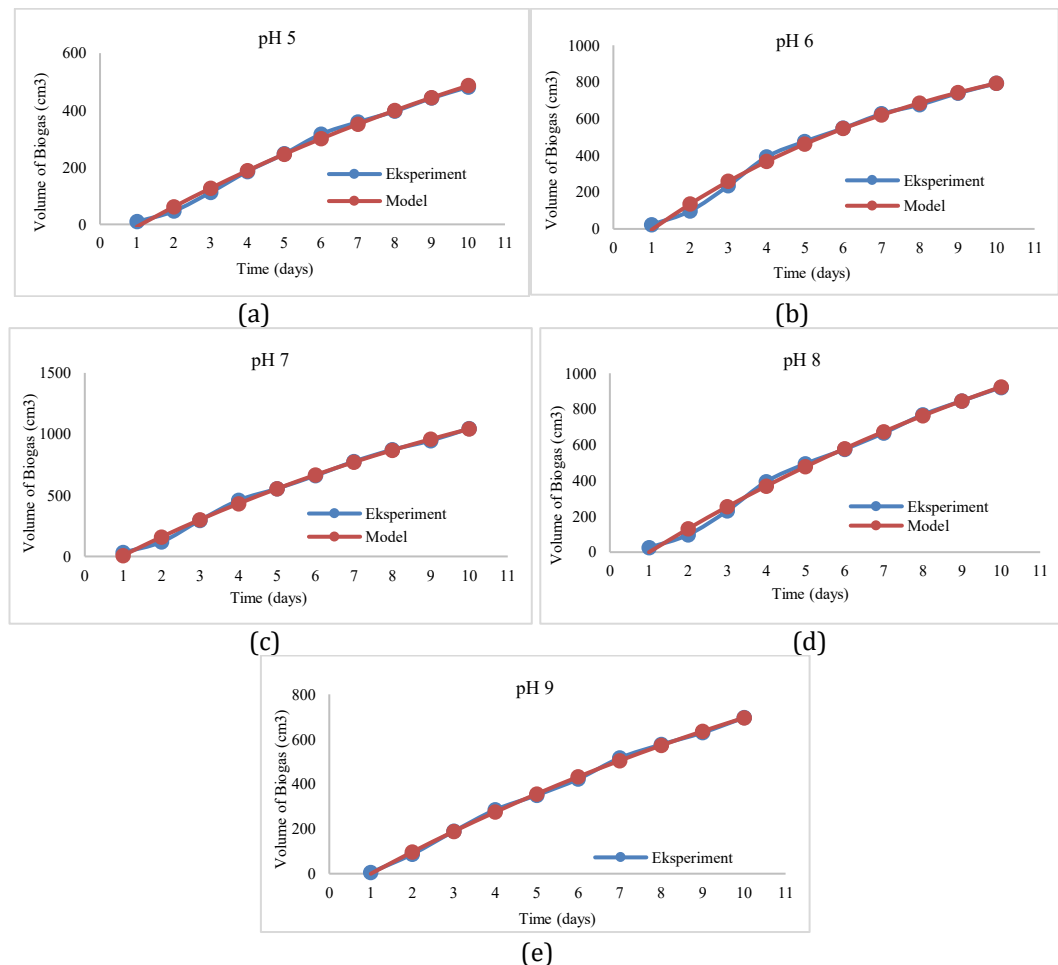 pH 5
600
400
200
0
0 1 2 3 4 5 6 7 8 9 10 11
Volume of Biogas (cm3)
Time (days)
Eksperiment
Model
(a)
pH 6
1000
800
600
400
200
0
0 1 2 3 4 5 6 7 8 9 10 11
Volume of Biogas (cm3)
Time (days)
Eksperiment
Model
(b)
pH 7
1500
1000
500
0
0 1 2 3 4 5 6 7 8 9 10 11
Volume of Biogas (cm3)
Time (days)
Eksperiment
Model
(c)
pH 8
1000
800
600
400
200
0
0 1 2 3 4 5 6 7 8 9 10 11
Volume of Biogas (cm3)
Time (days)
Eksperiment
Model
(d)
pH 9
800
600
400
200
0
0 1 2 3 4 5 6 7 8 9 10 11
Volume of Biogas (cm3)
Time (days)
Eksperiment
(e)